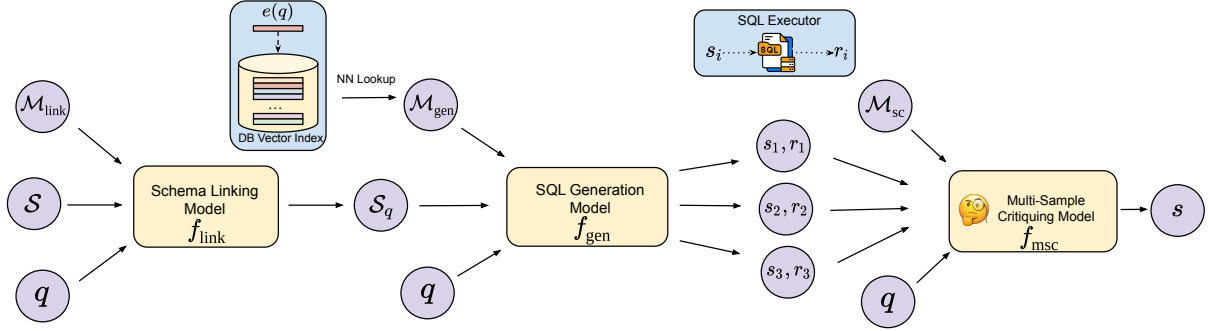 e(q)
...
DB Vector Index
NN Lookup
SQL Executor
s_i
SQL
r_i
M_link
S
q
Schema Linking
Model
f_link
M_gen
S_q
q
SQL Generation
Model
f_gen
s_1, r_1
s_2, r_2
s_3, r_3
M_sc
q
Multi-Sample
Critiquing Model
f_msc
s